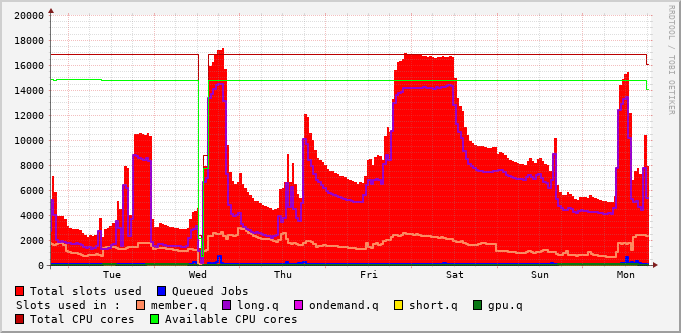 RRDTOOL / TOBI OETIKER
20000
18000
16000
14000
12000
10000
8000
6000
4000
2000
0
Tue Wed Thu Fri Sat Sun Mon
Total slots used Queued Jobs
Slots used in : member.q long.q ondemand.q short.q gpu.q
Total CPU cores Available CPU cores